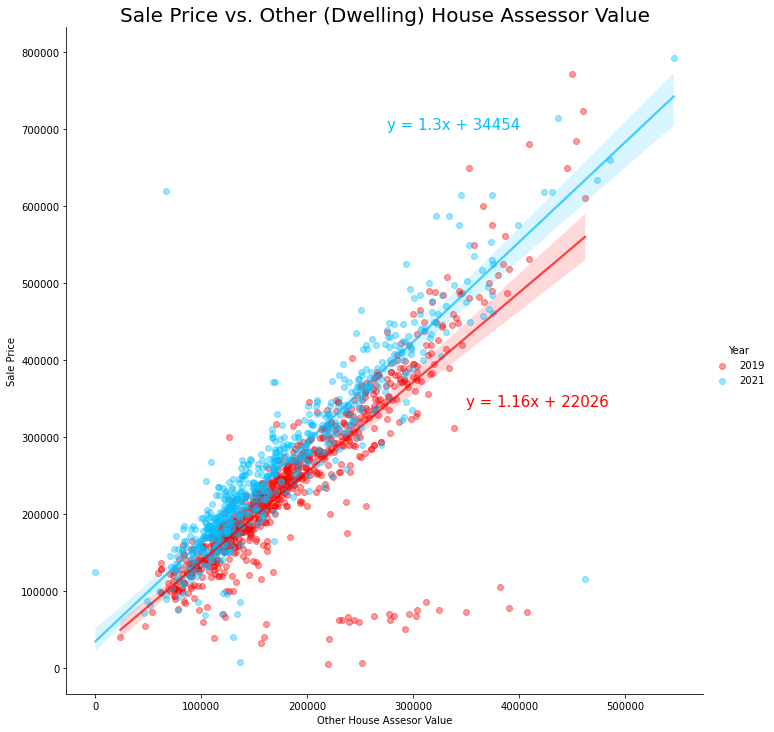 Sale Price vs. Other (Dwelling) House Assessor Value
800000
700000
600000
500000
400000
300000
200000
100000
0
Sale Price
y = 1.3x + 34454
y = 1.16x + 22026
Year
2019
2021
0 100000 200000 300000 400000 500000
Other House Assesor Value